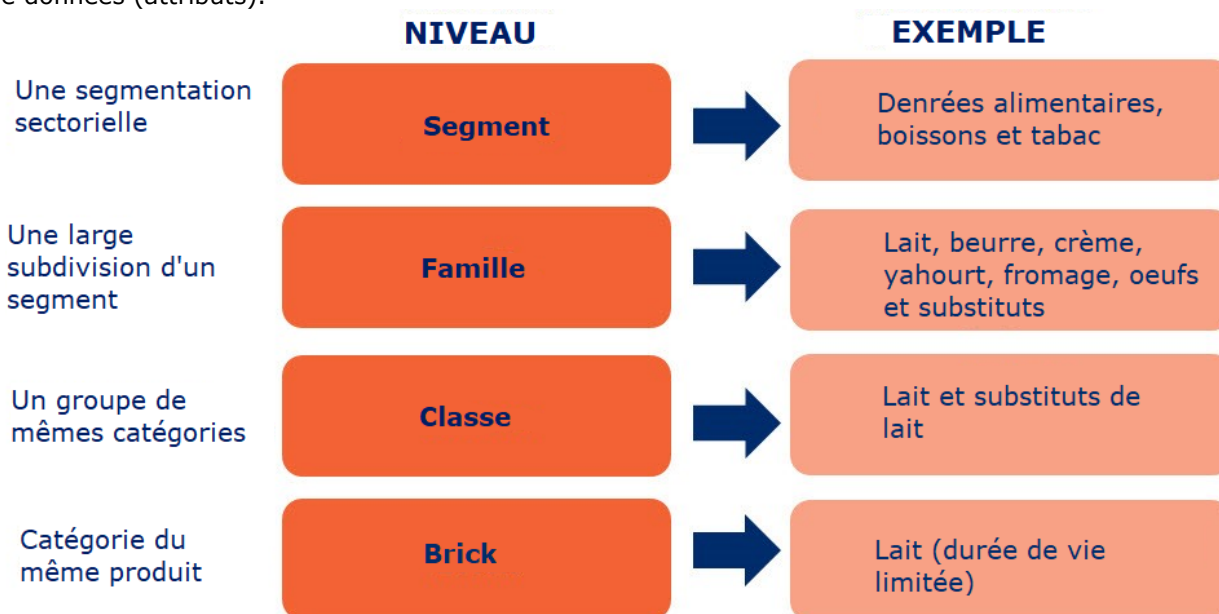 e données (attributs).
NIVEAU
EXEMPLE
Une segmentation
sectorielle
Segment
Denrées alimentaires,
boissons et tabac
Une large
subdivision d'un
segment
Famille
Lait, beurre, crème,
yahourt, fromage, oeufs
et substituts
Un groupe de
mêmes catégories
Classe
Lait et substituts de
lait
Catégorie du
même produit
Brick
Lait (durée de vie
limitée)